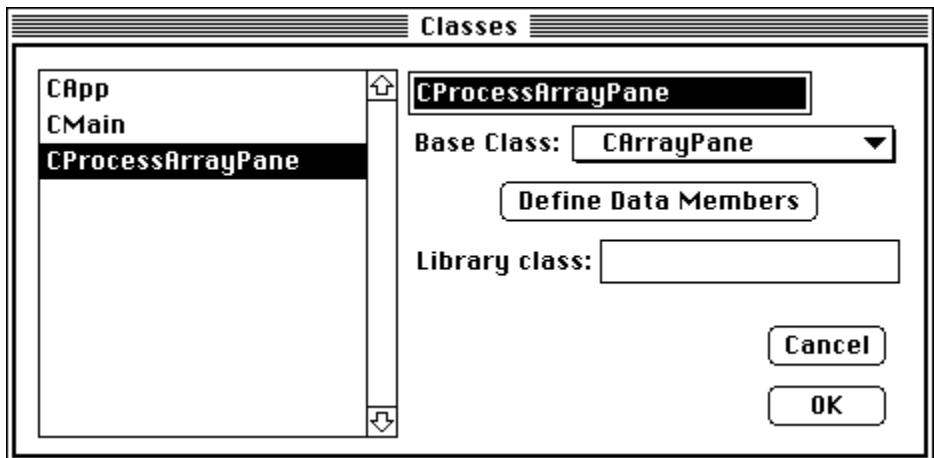 Classes
CApp
CMain
CProcessArrayPane
CProcessArrayPane
Base Class: CArrayPane
Define Data Members
Library class:
Cancel
OK